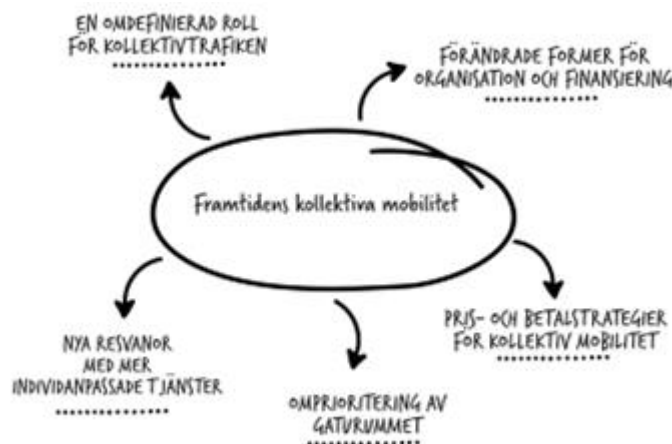 EN OMDEFINIERAD ROLL
FÖR KOLLEKTIVTRAFIKEN
FÖRÄNDRADE FORMER FÖR
ORGANISATION OCH FINANSIERING
Framtidens kollektiva mobilitet
PRIS- OCH BETALSTRATEGIER
FÖR KOLLEKTIV MOBILITET
NYA RESVANOR
MED MER
INDIVIDANPASSADE TJÄNSTER
OMPRIORITERING AV
GATURUMMET